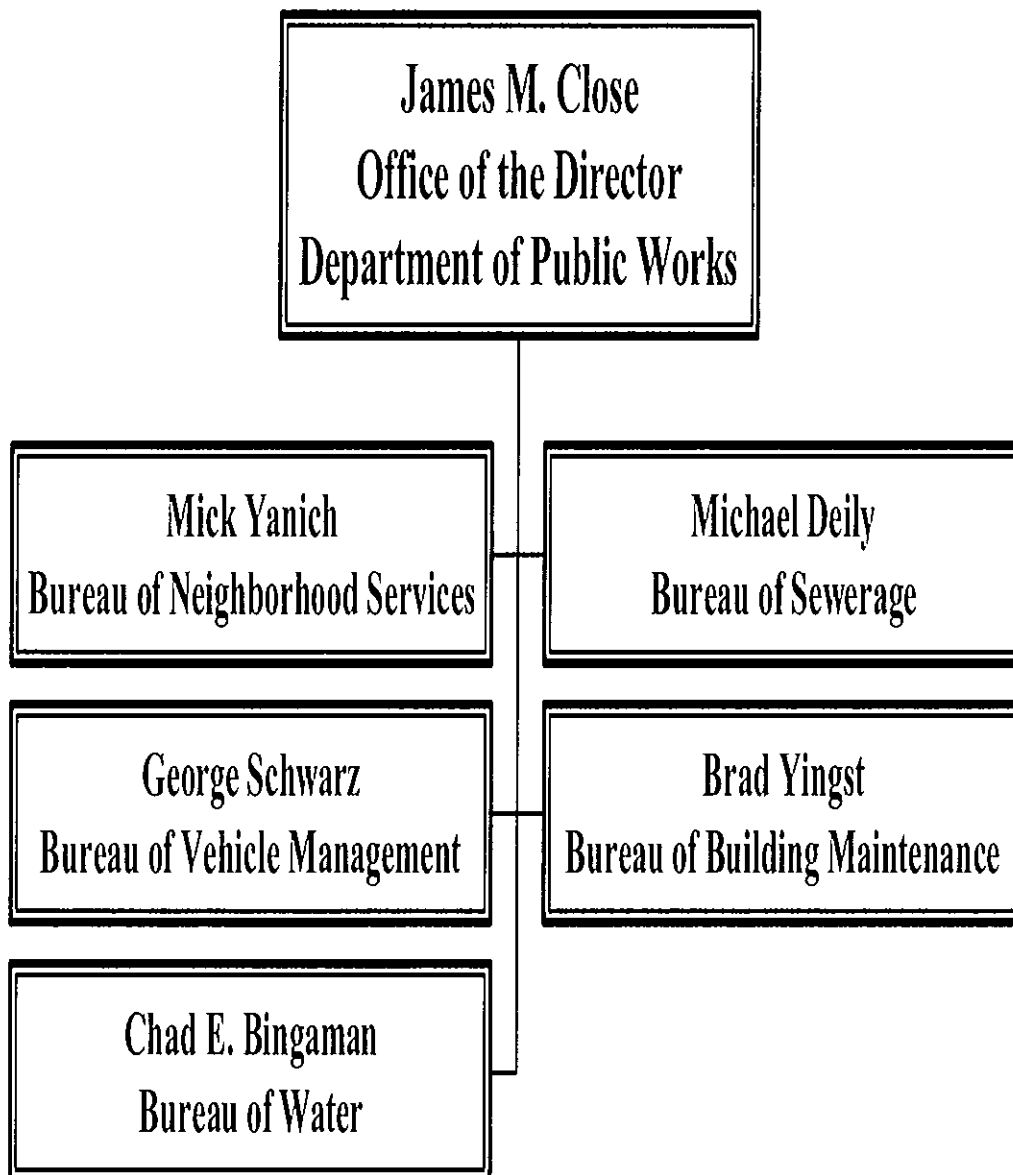 James M. Close
Office of the Director
Department of Public Works
Mick Yanich
Bureau of Neighborhood Services
Michael Deily
Bureau of Sewerage
George Schwarz
Bureau of Vehicle Management
Brad Yingst
Bureau of Building Maintenance
Chad E. Bingaman
Bureau of Water